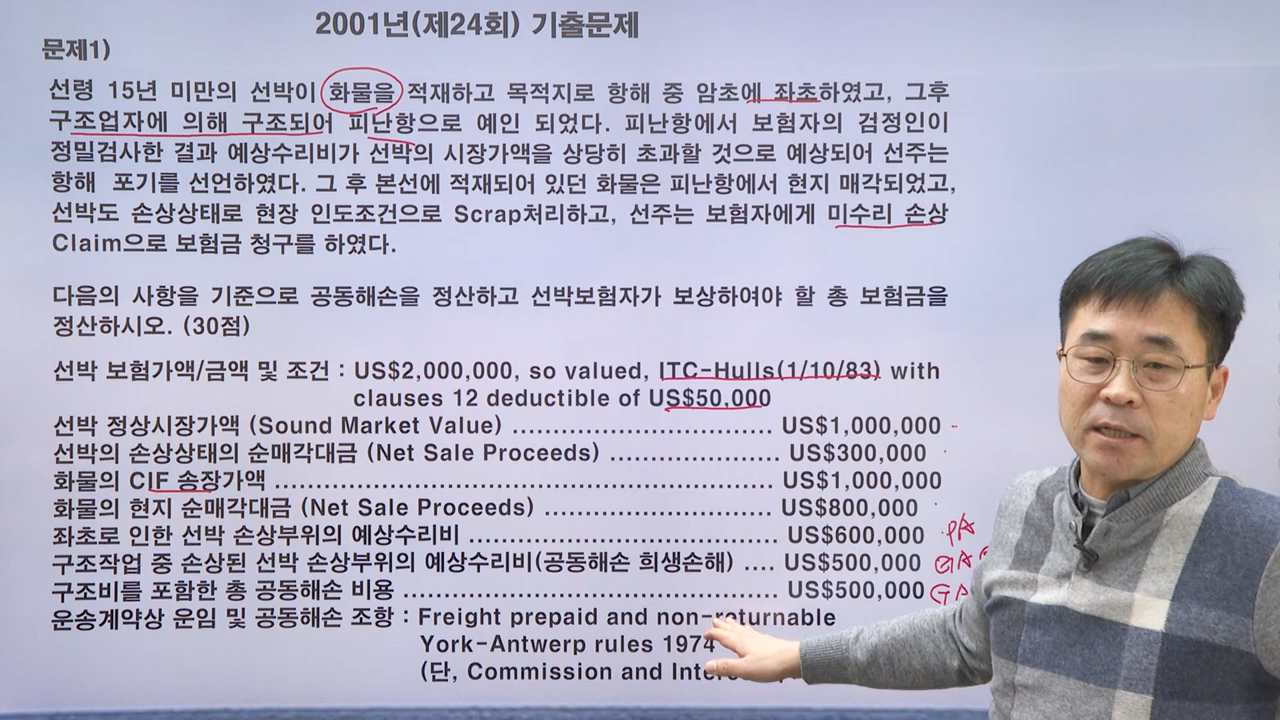 2001년(제24회) 기출문제
문제1)
선령 15년 미만의 선박이 화물을 적재하고 목적지로 항해 중 암초에 좌초하였고, 그후
구조업자에 의해 구조되어 피난항으로 예인 되었다. 피난항에서 보험자의 검정인이
정밀검사한 결과 예상수리비가 선박의 시장가액을 상당히 초과할 것으로 예상되어 선주는
항해 포기를 선언하였다. 그 후 본선에 적재되어 있던 화물은 피난항에서 현지 매각되었고,
선박도 손상상태로 현장 인도조건으로 Scrap처리하고, 선주는 보험자에게 미수리 손상
Claim으로 보험금 청구를 하였다.
다음의 사항을 기준으로 공동해손을 정산하고 선박보험자가 보상하여야 할 총 보험금을
정산하시오. (30점)
선박 보험가액/금액 및 조건 : US$2,000,000, so valued, ITC-Hulls(1/10/83) with
clauses 12 deductible of US$50,000
선박 정상시장가액 (Sound Market Value) ................................ US$1,000,000
선박의 손상상태의 순매각대금 (Net Sale Proceeds) ...................... US$300,000
화물의 CIF 송장가액 ........................................................ US$1,000,000
화물의 현지 순매각대금 (Net Sale Proceeds) ............................ US$800,000
좌초로 인한 선박 손상부위의 예상수리비 ..................................... US$600,000 PA
구조작업 중 손상된 선박 손상부위의 예상수리비(공동해손 희생손해) .... US$500,000 GA
구조비를 포함한 총 공동해손 비용 ............................................ US$500,000 GA
운송계약상 운임 및 공동해손 조항 : Freight prepaid and non-returnable
York-Antwerp rules 1974
(단, Commission and